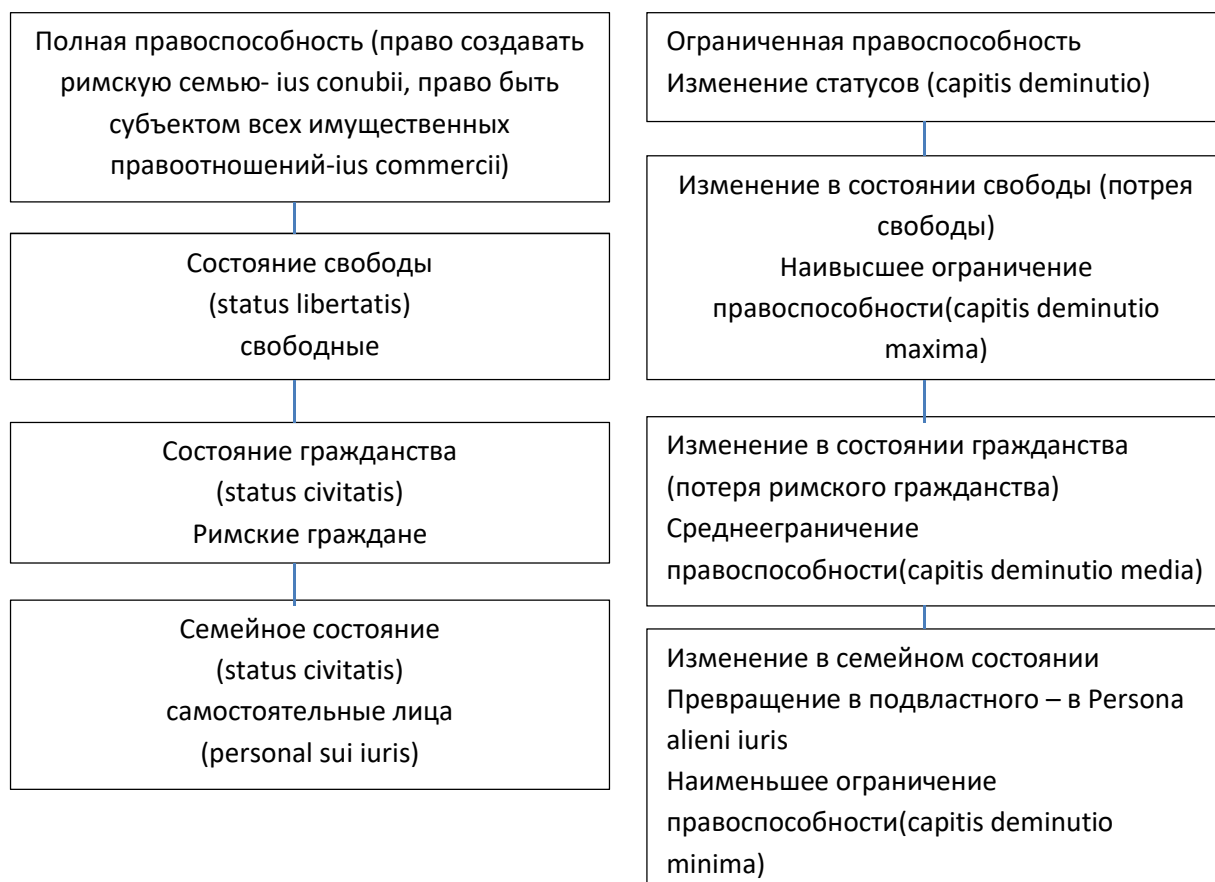 Полная правоспособность (право создавать
римскую семью- ius conubii, право быть
субъектом всех имущественных
правоотношений-ius commercii)
Состояние свободы
(status libertatis)
свободные
Состояние гражданства
(status civitatis)
Римские граждане
Семейное состояние
(status civitatis)
самостоятельные лица
(personal sui iuris)
Ограниченная правоспособность
Изменение статусов (capitis deminutio)
Изменение в состоянии свободы (потрея
свободы)
Наивысшее ограничение
правоспособности(capitis deminutio
maxima)
Изменение в состоянии гражданства
(потеря римского гражданства)
Среднееграничение
правоспособности(capitis deminutio media)
Изменение в семейном состоянии
Превращение в подвластного – в Persona
alieni iuris
Наименьшее ограничение
правоспособности(capitis deminutio
minima)